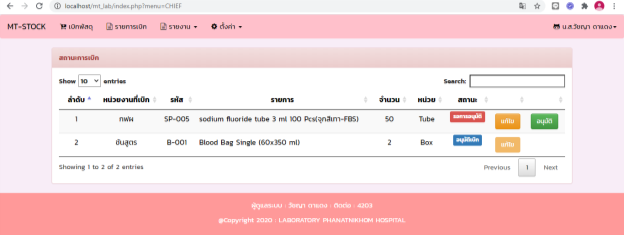 localhost/mt_lab/index.php?menu=CHIEF
MT-STOCK เบิกพัสดุ รายการเบิก รายงาน ตั้งค่า น.ส.วัชญา ตาแดง
สถานะการเบิก
Show 10 entries Search:
ลำดับ หน่วยงานที่เบิก รหัส รายการ จำนวน หน่วย สถานะ
1 ทฟผ SP-005 sodium fluoride tube 3 ml 100 Pcs(จุกสีเทา-FBS) 50 Tube รอการอนุมัติ แก้ไข อนุมัติ
2 ชันสูตร B-001 Blood Bag Single (60x350 ml) 2 Box อนุมัติเบิก แก้ไข
Showing 1 to 2 of 2 entries Previous 1 Next
ผู้ดูแลระบบ : วัชญา ตาแดง : ติดต่อ : 4203
@Copyright 2020 : LABORATORY PHANATNIKHOM HOSPITAL